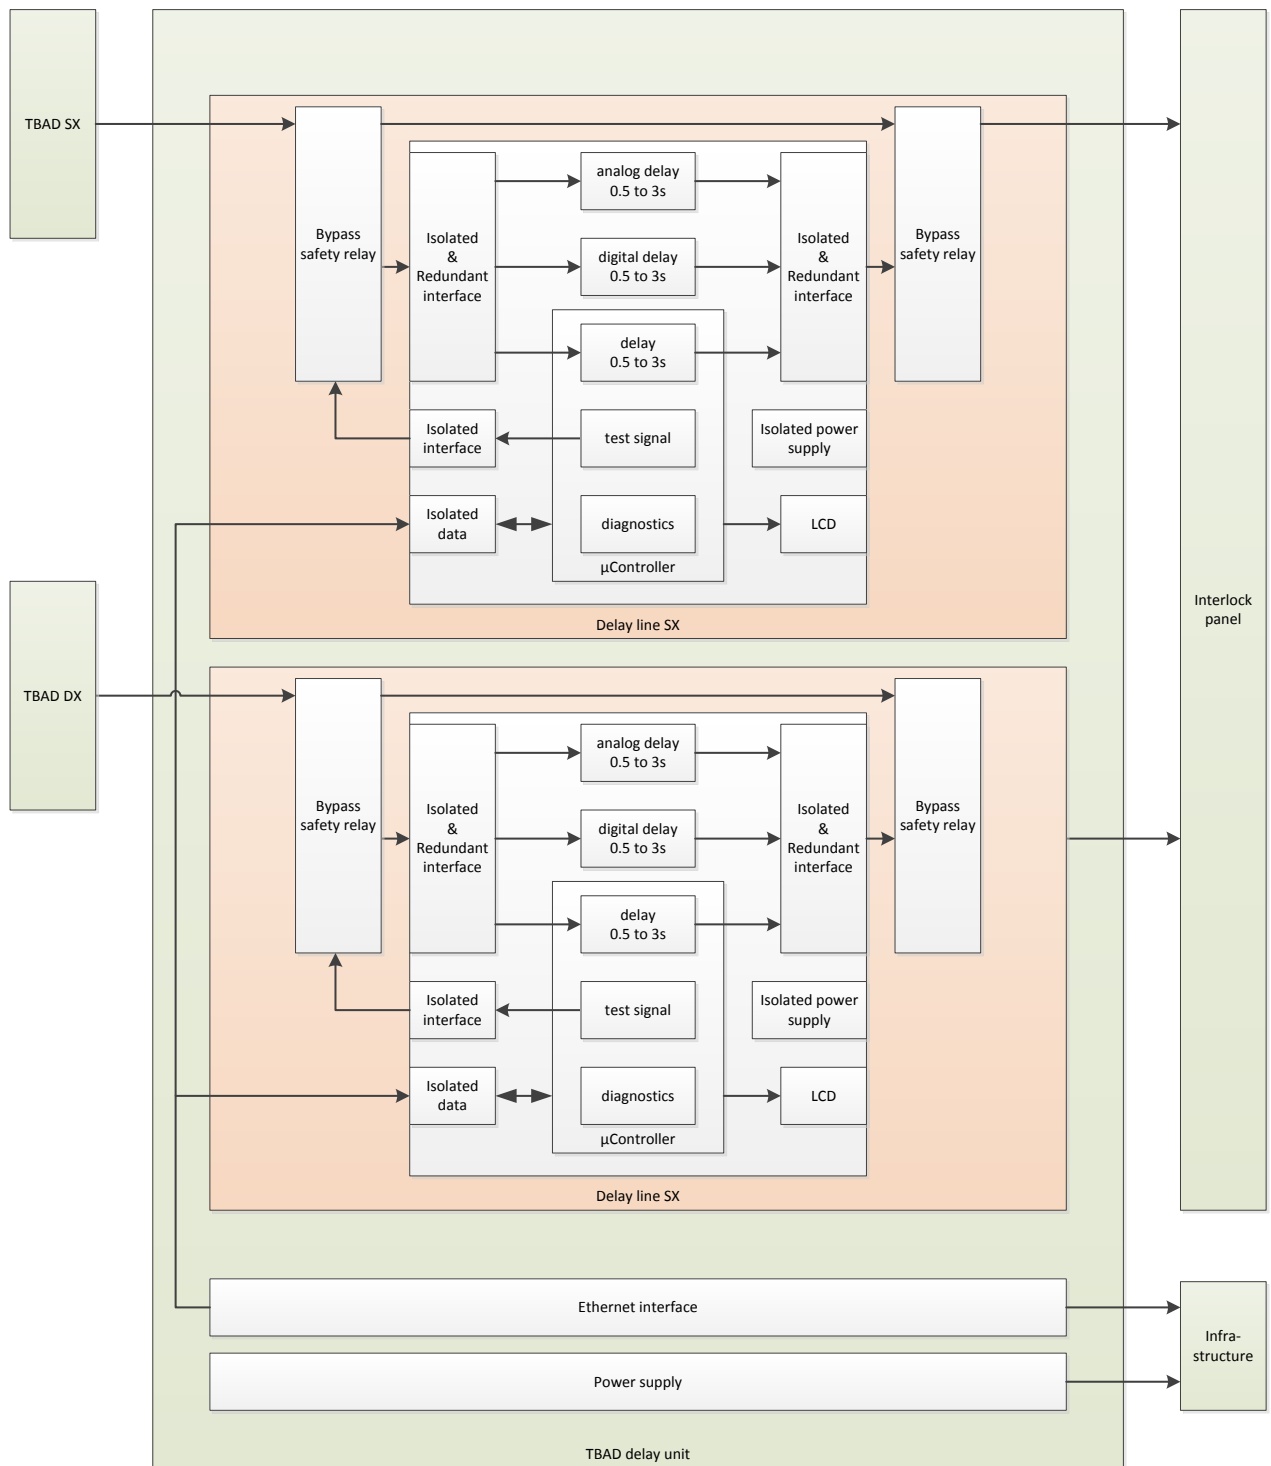 TBAD SX
Bypass
safety relay
Isolated
&
Redundant
interface
analog delay
0.5 to 3s
digital delay
0.5 to 3s
delay
0.5 to 3s
Isolated
&
Redundant
interface
Bypass
safety relay
Isolated
interface
test signal
Isolated power
supply
Isolated
data
diagnostics
LCD
µController
Delay line SX
Interlock
panel
TBAD DX
Bypass
safety relay
Isolated
&
Redundant
interface
analog delay
0.5 to 3s
digital delay
0.5 to 3s
delay
0.5 to 3s
Isolated
&
Redundant
interface
Bypass
safety relay
Isolated
interface
test signal
Isolated power
supply
Isolated
data
diagnostics
LCD
µController
Delay line SX
Ethernet interface
Infra-
structure
Power supply
TBAD delay unit